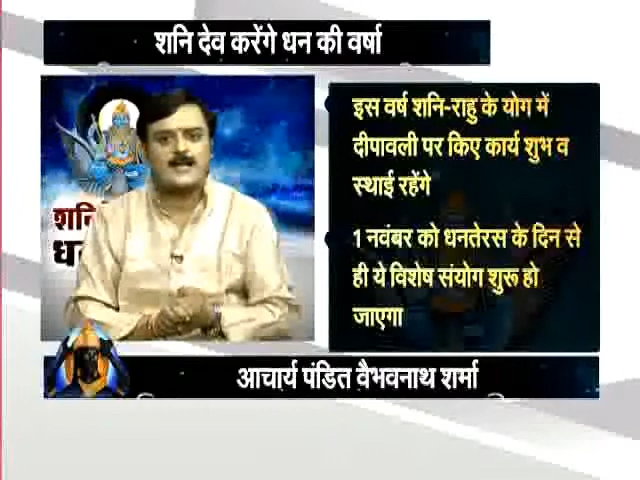 शनि देव करेंगे धन की वर्षा
शनि
ध
इस वर्ष शनि-राहु के योग में
दीपावली पर किए कार्य शुभ व
स्थाई रहेंगे
1 नवंबर को धनतेरस के दिन से
ही ये विशेष संयोग शुरू हो
जाएगा
आचार्य पंडित वैभवनाथ शर्मा